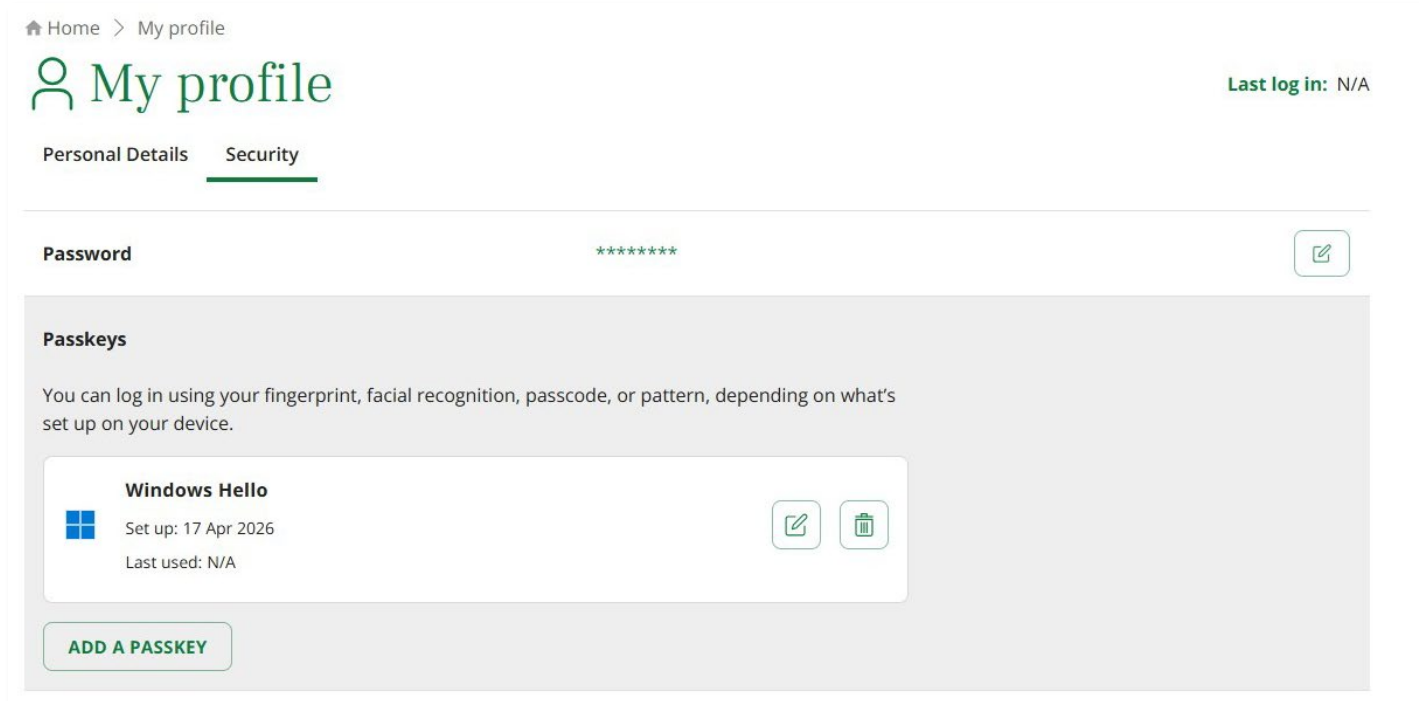 Home > My profile
My profile
Last log in: N/A
Personal Details Security
Password ********
Passkeys
You can log in using your fingerprint, facial recognition, passcode, or pattern, depending on what’s
set up on your device.
Windows Hello
Set up: 17 Apr 2026
Last used: N/A
ADD A PASSKEY